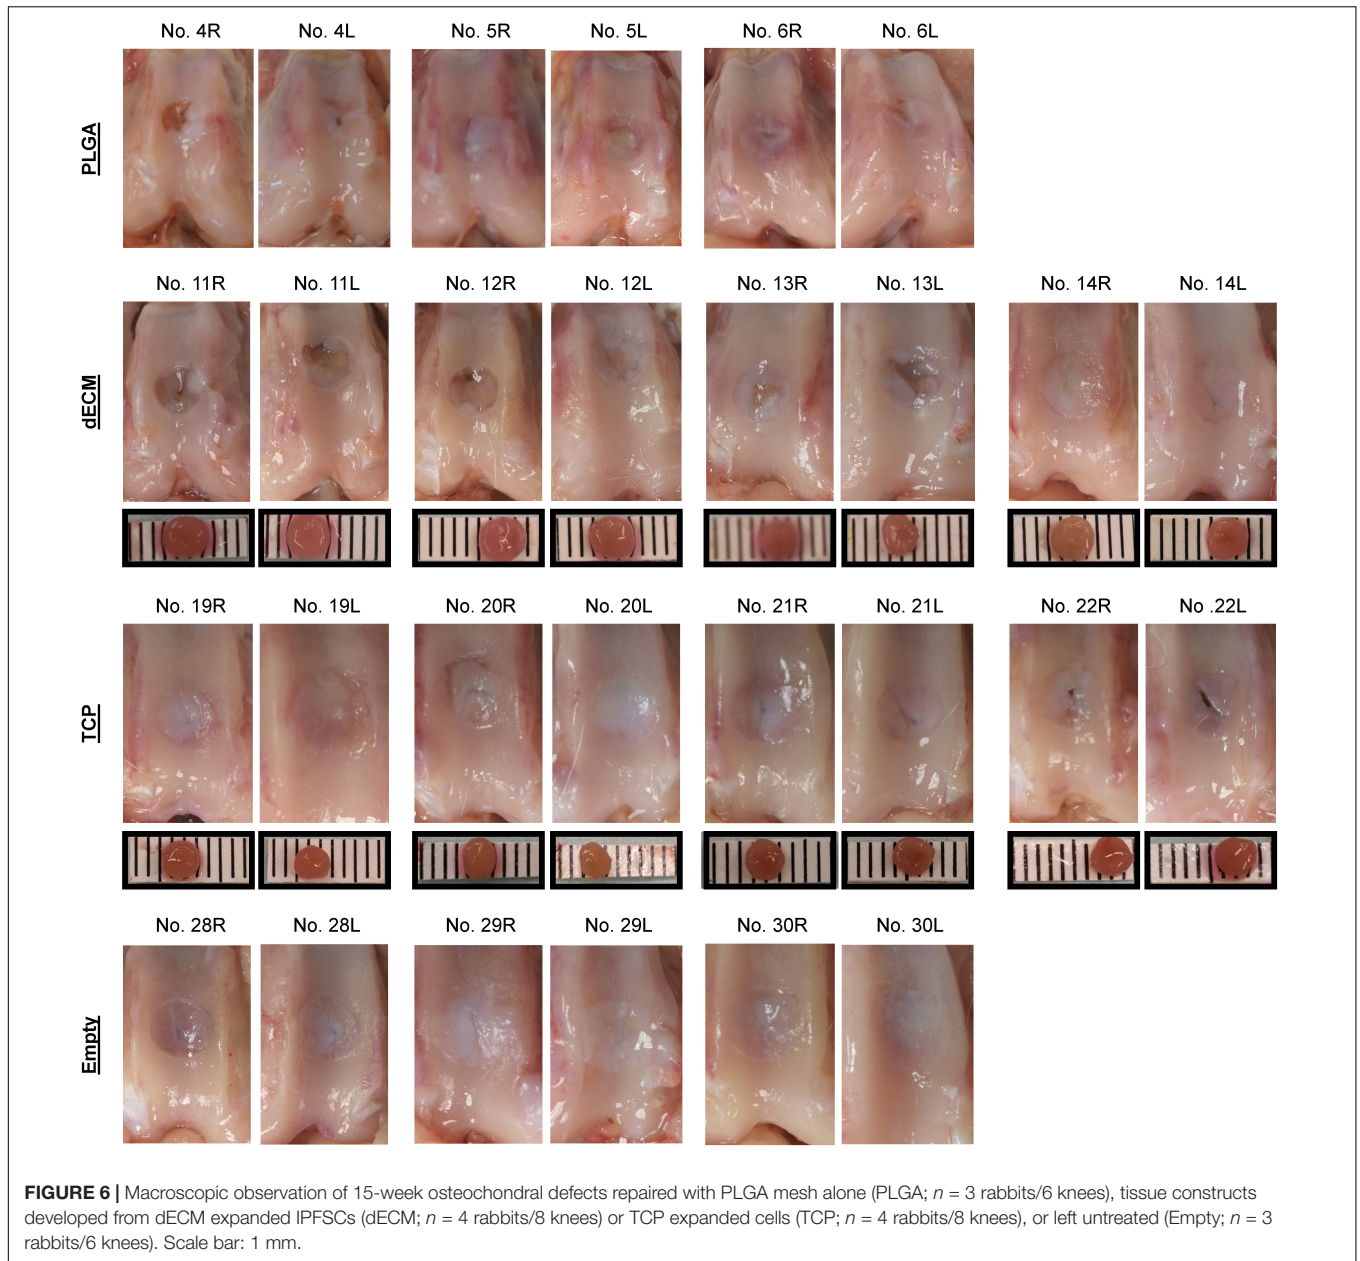 No. 4R No. 4L No. 5R No. 5L No. 6R No. 6L
PLGA
No. 11R No. 11L No. 12R No. 12L No. 13R No. 13L No. 14R No. 14L
dECM
No. 19R No. 19L No. 20R No. 20L No. 21R No. 21L No. 22R No .22L
TCP
No. 28R No. 28L No. 29R No. 29L No. 30R No. 30L
Empty
FIGURE 6 | Macroscopic observation of 15-week osteochondral defects repaired with PLGA mesh alone (PLGA; n = 3 rabbits/6 knees), tissue constructs
developed from dECM expanded IPFSCs (dECM; n = 4 rabbits/8 knees) or TCP expanded cells (TCP; n = 4 rabbits/8 knees), or left untreated (Empty; n = 3
rabbits/6 knees). Scale bar: 1 mm.